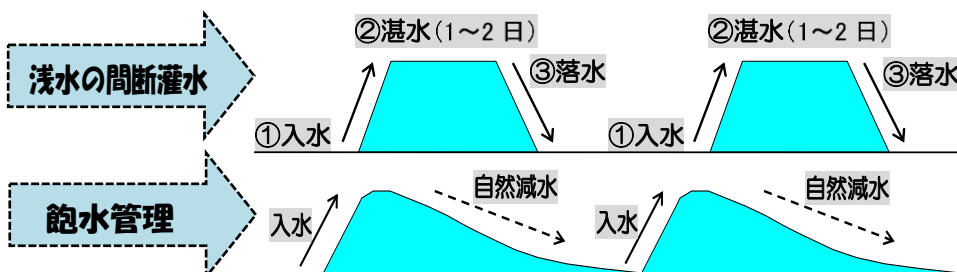 浅水の間断灌水
①入水
②湛水(1～2日)
③落水
①入水
②湛水(1～2日)
③落水
飽水管理
入水
自然減水
入水
自然減水